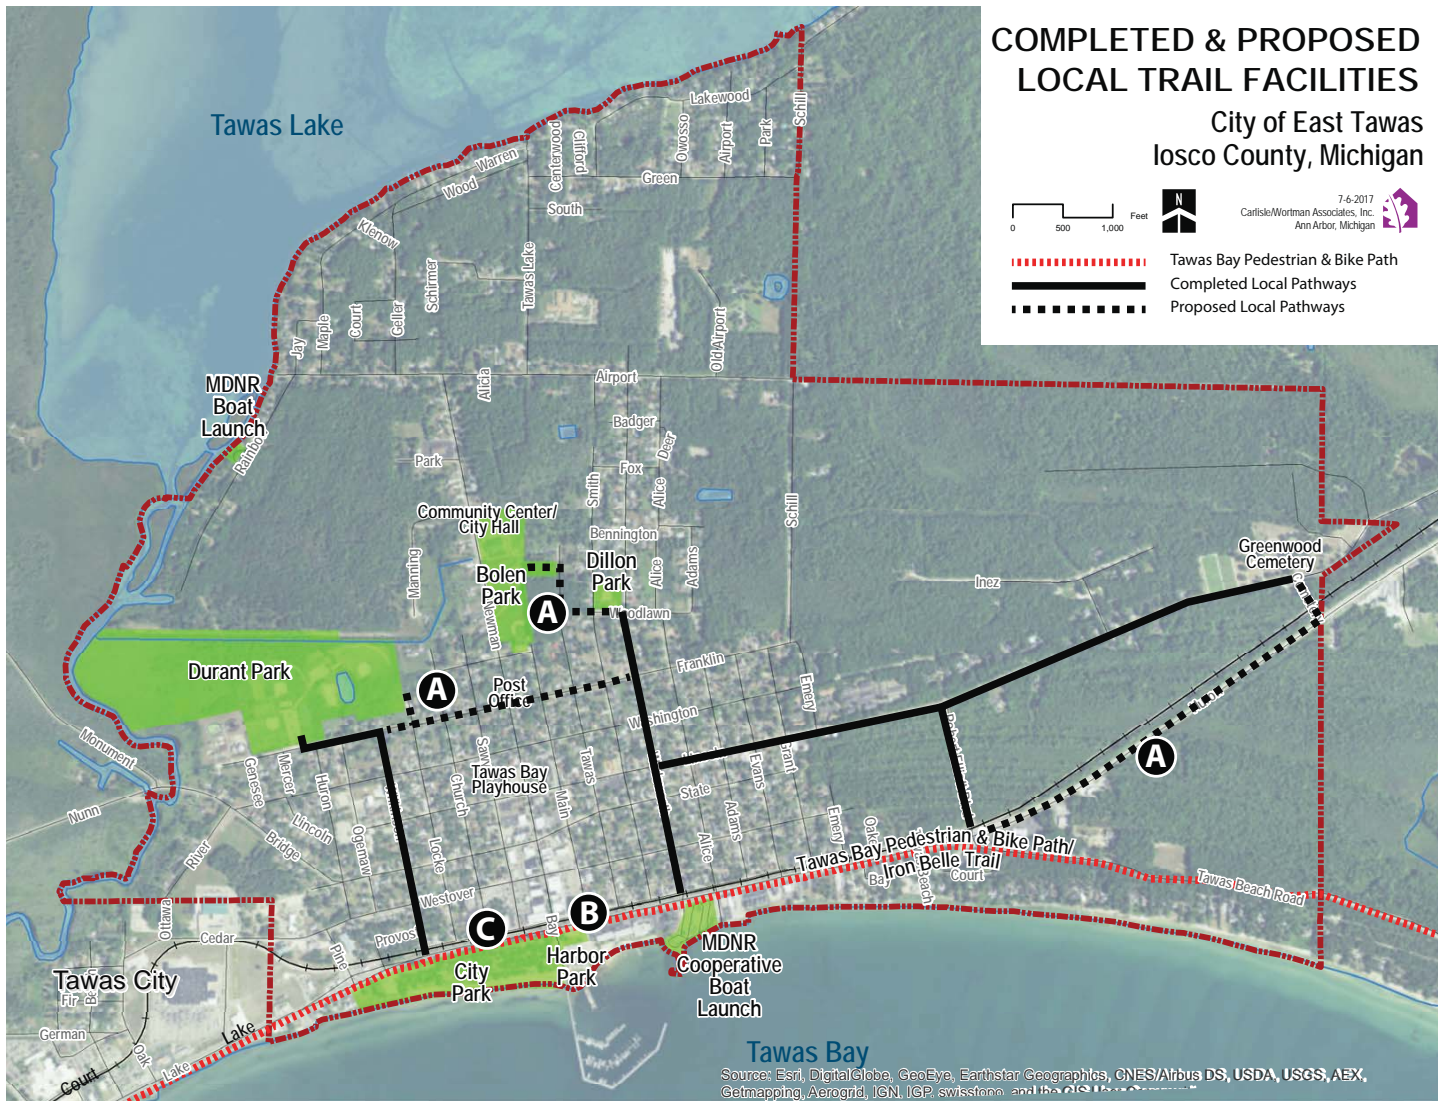 COMPLETED & PROPOSED
LOCAL TRAIL FACILITIES
City of East Tawas
Iosco County, Michigan
N
0 500 1,000 Feet
7-6-2017
Carlisle/Wortman Associates, Inc.
Ann Arbor, Michigan
Tawas Bay Pedestrian & Bike Path
Completed Local Pathways
Proposed Local Pathways
Tawas Lake
Lakewood
Schill
Centerwood
Clifford
Owosso
Airport
Park
Warren
Wood
Green
South
Klenow
Tawas Lake
Schirmer
Geller
Court
Maple
Jay
Old Airport
Alicia
Airport
MDNR
Boat
Launch
Badger
Deer
Park
Fox
Smith
Alice
Schill
Community Center/
City Hall
Bennington
Manning
Bolen
Park
Dillon
Park
Alice
Adams
Inez
Greenwood
Cemetery
A
Woodlawn
Newman
Durant Park
A
Post
Office
Franklin
Washington
Emery
A
Monument
Nunn
Genesee
Mercer
Huron
Lincoln
Bridge
River
Ogemaw
Church
Locke
Tawas Bay
Playhouse
Main
Tawas
State
Evans
Grant
Adams
Alice
Emery
Tawas Bay Pedestrian & Bike Path/
Iron Belle Trail
Bay
Court
Tawas Beach Road
Westover
Provos
Ottawa
Cedar
Pine
C
B
Bay
City
Park
Harbor
Park
MDNR
Cooperative
Boat
Launch
Tawas City
Fir
German
Oak
Lake
Lake
Court
Tawas Bay
Source: Esri, DigitalGlobe, GeoEye, Earthstar Geographics, CNES/Airbus DS, USDA, USGS, AEX,
Getmapping, Aerogrid, IGN, IGP, swisstopo, and the GIS User